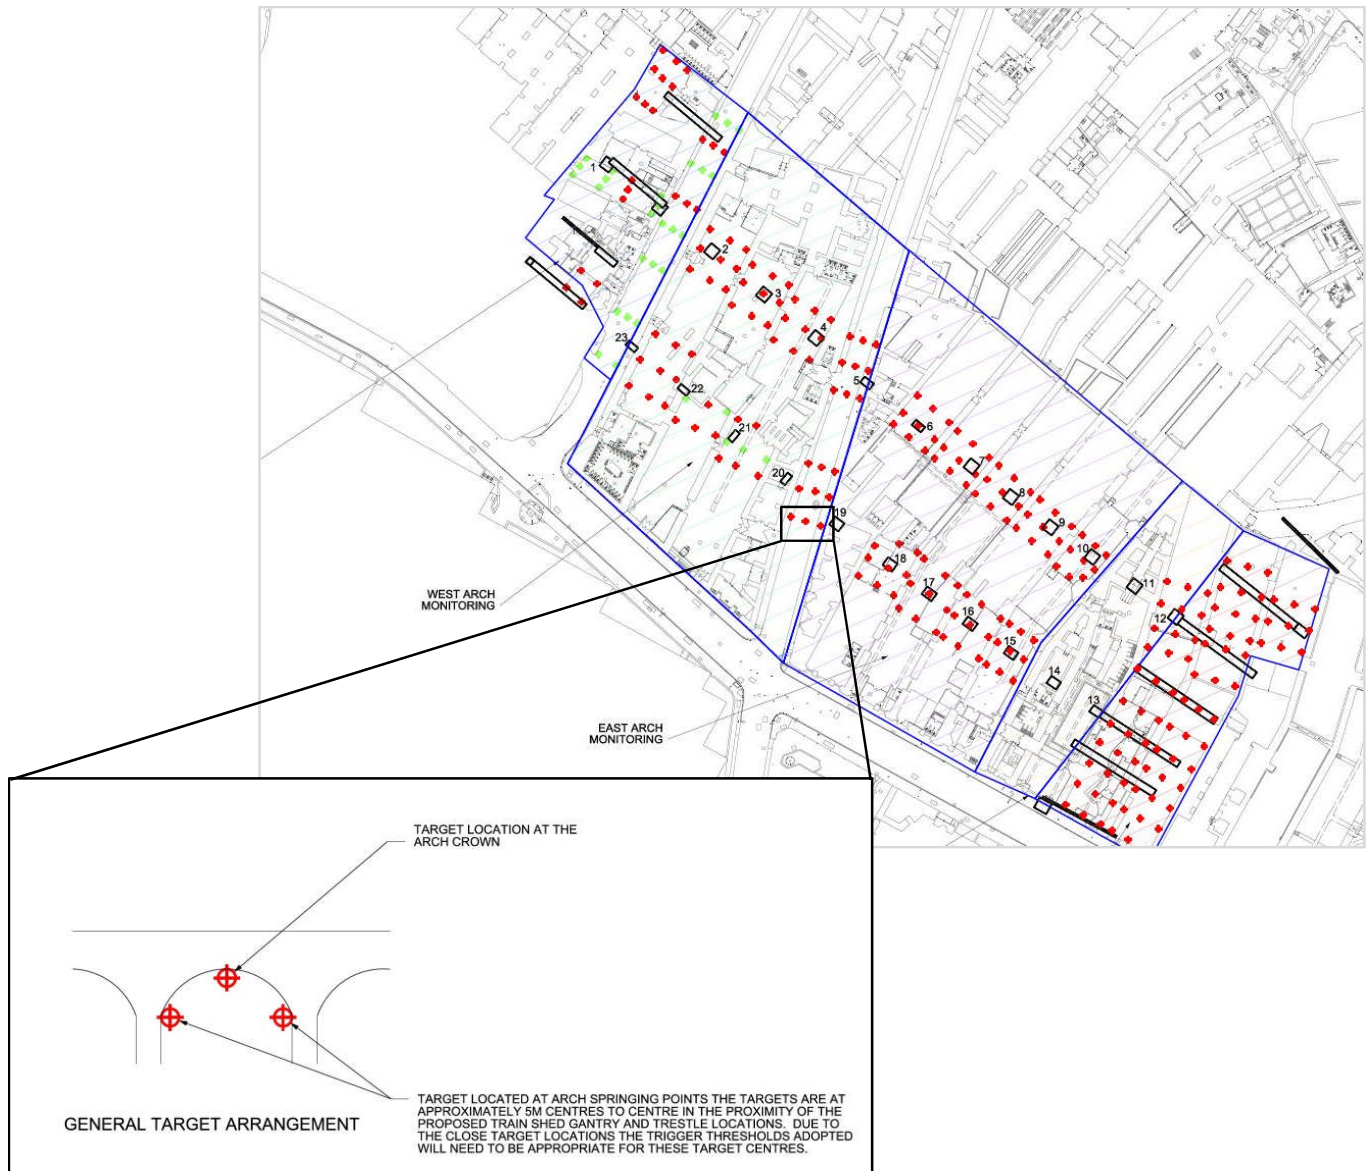 1
2
3
4
23
5
22
6
21
7
20
8
19
9
18
10
17
11
WEST ARCH
MONITORING
16
12
15
14
13
EAST ARCH
MONITORING
TARGET LOCATION AT THE
ARCH CROWN
TARGET LOCATED AT ARCH SPRINGING POINTS THE TARGETS ARE AT
APPROXIMATELY 5M CENTRES TO CENTRE IN THE PROXIMITY OF THE
PROPOSED TRAIN SHED GANTRY AND TRESTLE LOCATIONS. DUE TO
THE CLOSE TARGET LOCATIONS THE TRIGGER THRESHOLDS ADOPTED
WILL NEED TO BE APPROPRIATE FOR THESE TARGET CENTRES.
GENERAL TARGET ARRANGEMENT